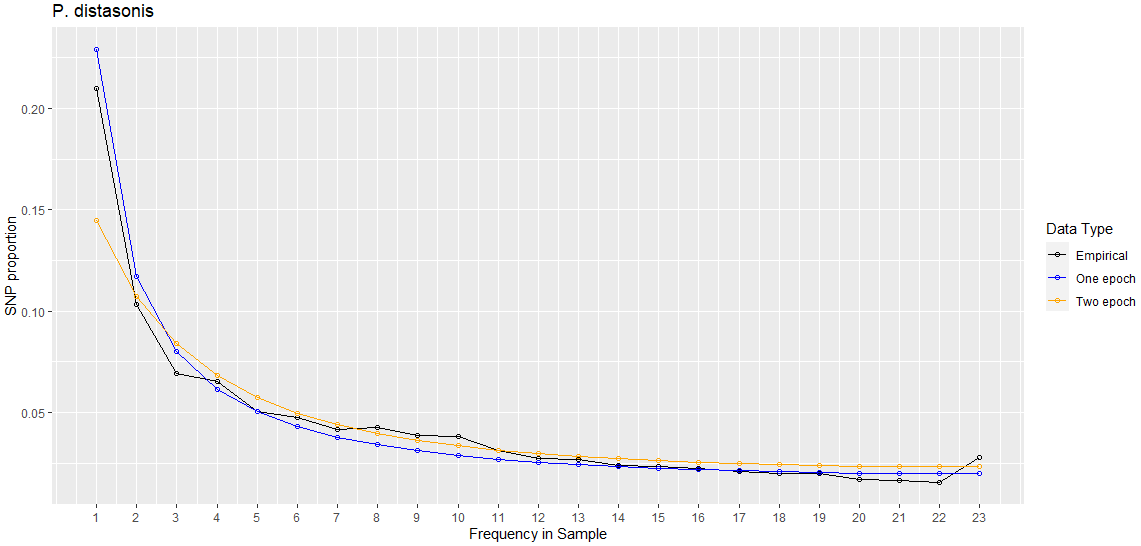 P. distasonis
SNP proportion
0.20
0.15
0.10
0.05
1 2 3 4 5 6 7 8 9 10 11 12 13 14 15 16 17 18 19 20 21 22 23
Frequency in Sample
Data Type
Empirical
One epoch
Two epoch